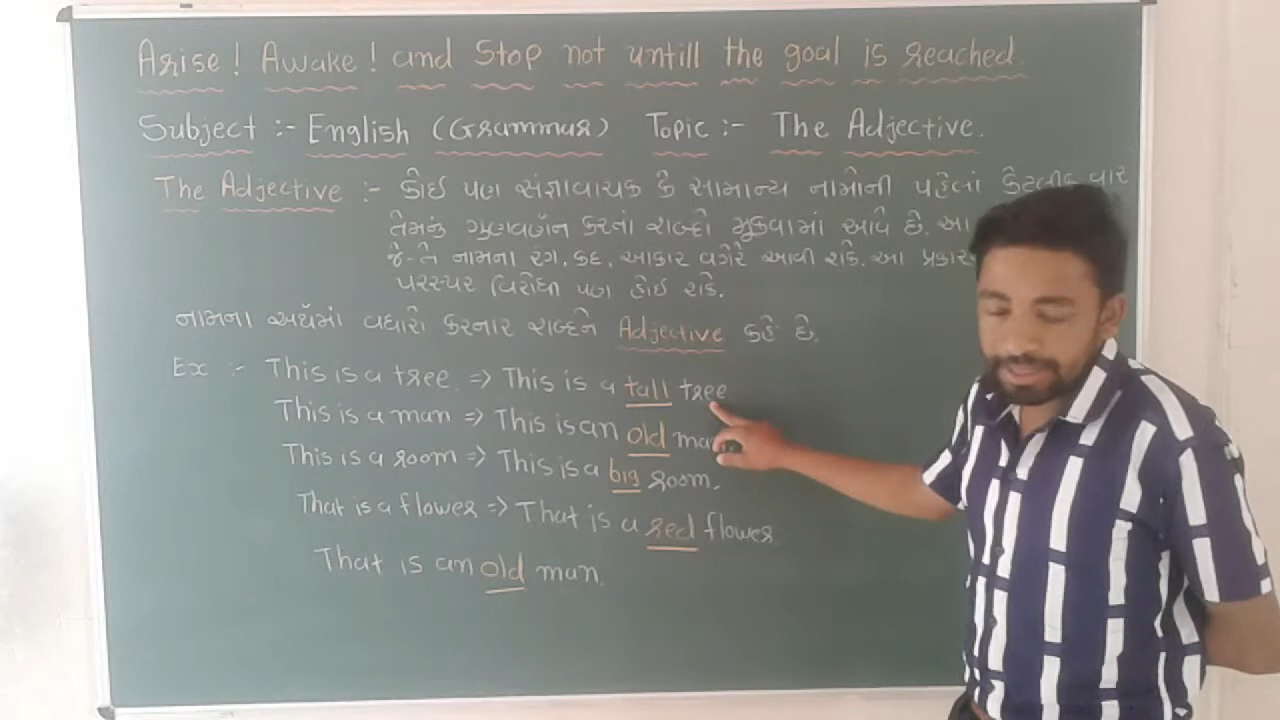 Arise! Awake! and Stop not untill the goal is reached.
Subject :- English (Grammar) Topic :- The Adjective.
The Adjective :- કોઈ પણ સંજ્ઞાવાચક કે સામાન્ય નામોની પહેલાં કેટલીક વાર
તેમનું ગુણવર્ણન કરતાં શબ્દો મૂકવામાં આવે છે. આ
જે-તે નામના રંગ, કદ, આકાર વગેરે આવી શકે. આ પ્રકાર
પરસ્પર વિરોધી પણ હોઈ શકે.
નામના અર્થમાં વધારો કરનાર શબ્દને Adjective કહે છે.
Ex :- This is a tree. => This is a tall tree
This is a man => This is an old man.
This is a room => This is a big room.
That is a flower => That is a red flower.
That is an old man.